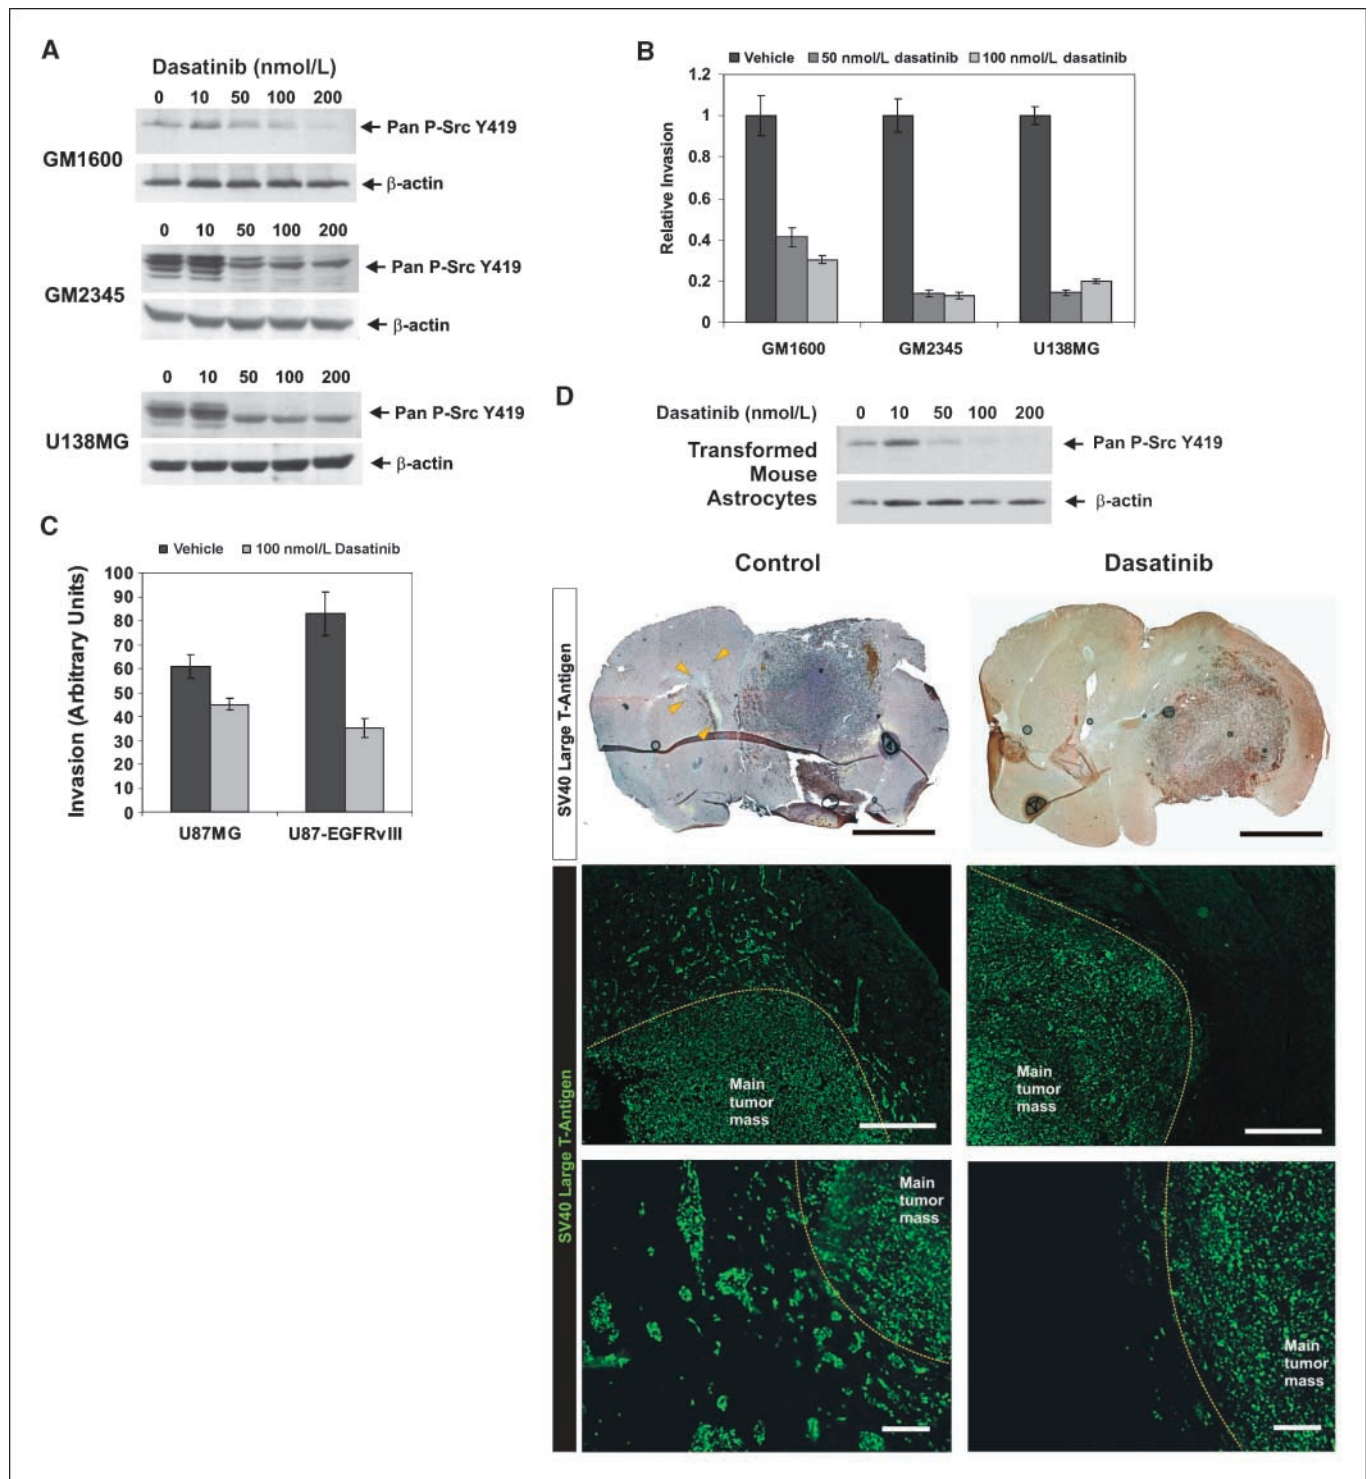 A
Dasatinib (nmol/L)
0 10 50 100 200
GM1600
Pan P-Src Y419
β-actin
0 10 50 100 200
GM2345
Pan P-Src Y419
β-actin
0 10 50 100 200
U138MG
Pan P-Src Y419
β-actin
B
Vehicle 50 nmol/L dasatinib 100 nmol/L dasatinib
Relative Invasion
1.2
1
0.8
0.6
0.4
0.2
0
GM1600 GM2345 U138MG
C
Vehicle 100 nmol/L Dasatinib
Invasion (Arbitrary Units)
100
90
80
70
60
50
40
30
20
10
0
U87MG U87-EGFRvIII
D
Dasatinib (nmol/L) 0 10 50 100 200
Transformed
Mouse
Astrocytes
Pan P-Src Y419
β-actin
Control Dasatinib
SV40 Large T-Antigen
SV40 Large T-Antigen
Main
tumor
mass
Main
tumor
mass
Main
tumor
mass
Main
tumor
mass